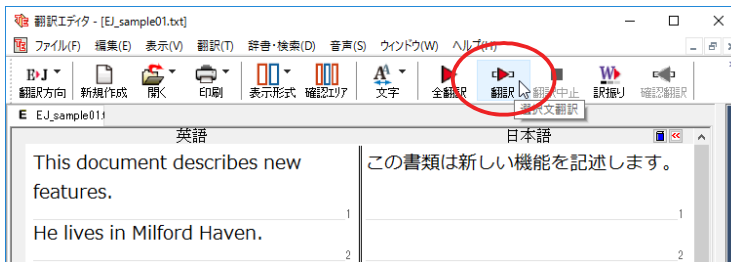 翻訳エディタ - [EJ_sample01.txt]
ファイル(F) 編集(E) 表示(V) 翻訳(T) 辞書・検索(D) 音声(S) ウィンドウ(W) ヘルプ(H)
E▸J
翻訳方向 新規作成 開く 印刷 表示形式 確認エリア 文字 全翻訳 翻訳 翻訳中止 訳振り 確認翻訳
選択文翻訳
E EJ_sample01.t
英語 日本語
This document describes new
features.
1
この書類は新しい機能を記述します。
1
He lives in Milford Haven.
2
2